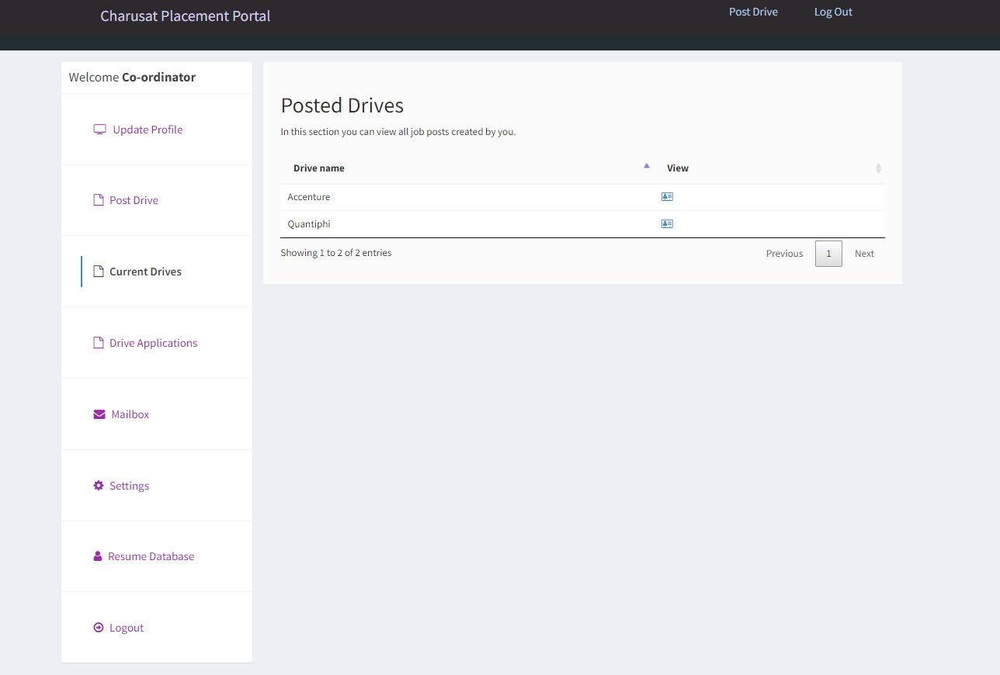 Charusat Placement Portal
Post Drive
Log Out
Welcome Co-ordinator
Update Profile
Post Drive
Current Drives
Drive Applications
Mailbox
Settings
Resume Database
Logout
Posted Drives
In this section you can view all job posts created by you.
Drive name View
Accenture
Quantiphi
Showing 1 to 2 of 2 entries
Previous 1 Next